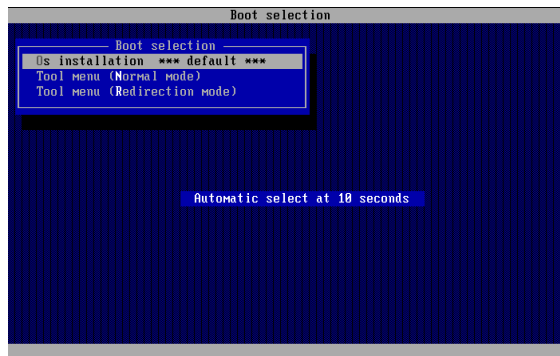 Boot selection
Boot selection
Os installation *** default ***
Tool menu (Normal mode)
Tool menu (Redirection mode)
Automatic select at 10 seconds